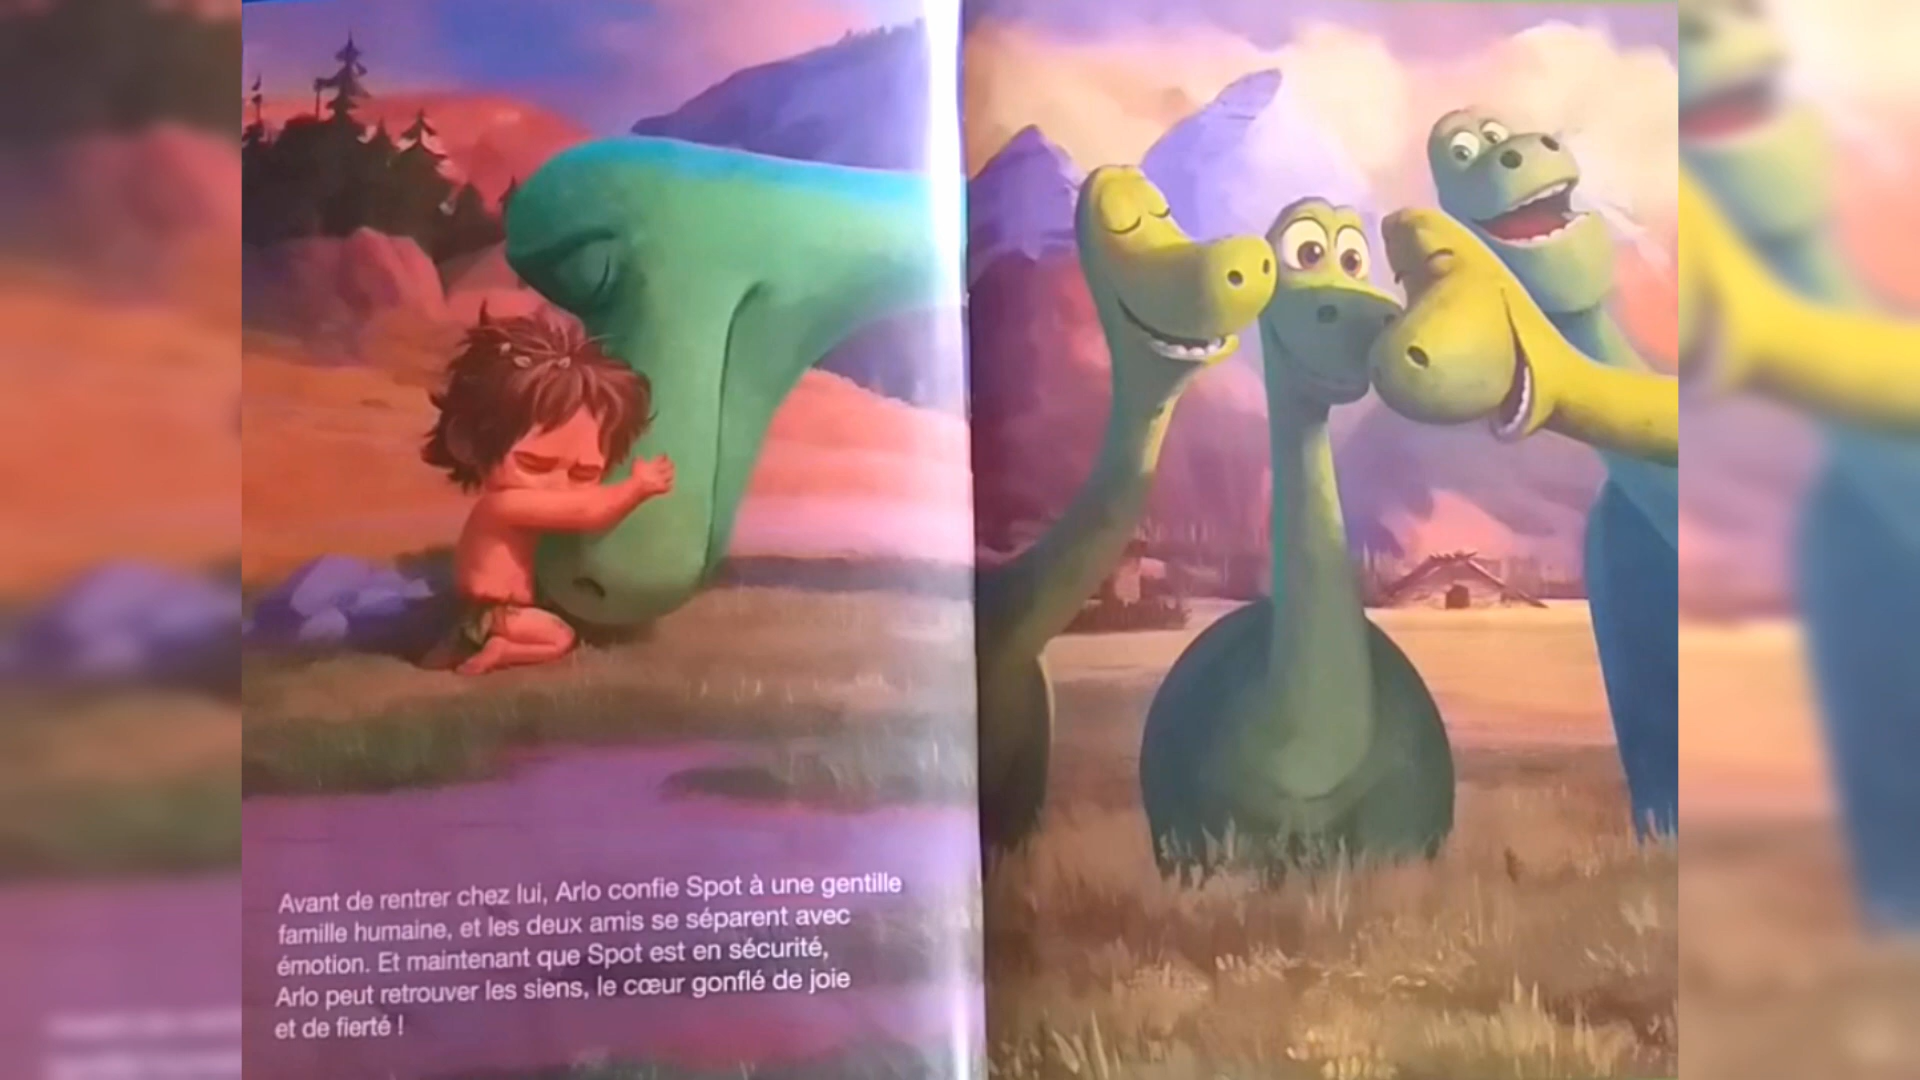 Avant de rentrer chez lui, Arlo confie Spot à une gentille
famille humaine, et les deux amis se séparent avec
émotion. Et maintenant que Spot est en sécurité,
Arlo peut retrouver les siens, le cœur gonflé de joie
et de fierté !